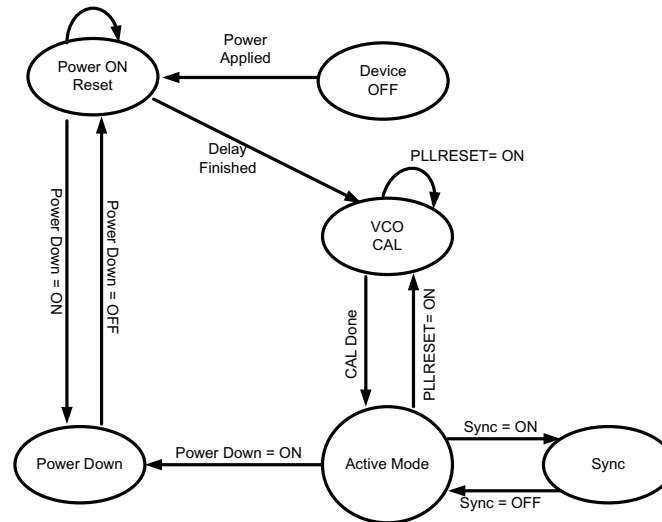 Power
Applied
Power ON
Reset
Device
OFF
Delay
Finished
PLLRESET= ON
VCO
CAL
Power Down = ON
Power Down = OFF
CAL Done
PLLRESET= ON
Power Down
Power Down = ON
Active Mode
Sync = ON
Sync
Sync = OFF